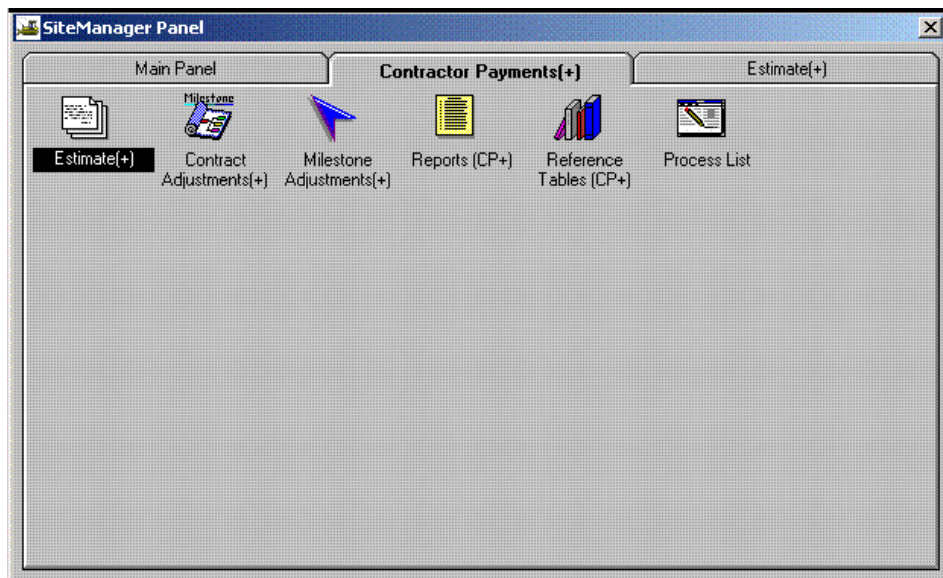 SiteManager Panel
Main Panel
Contractor Payments(+)
Estimate(+)
Milestone
Estimate(+)
Contract
Adjustments(+)
Milestone
Adjustments(+)
Reports (CP+)
Reference
Tables (CP+)
Process List